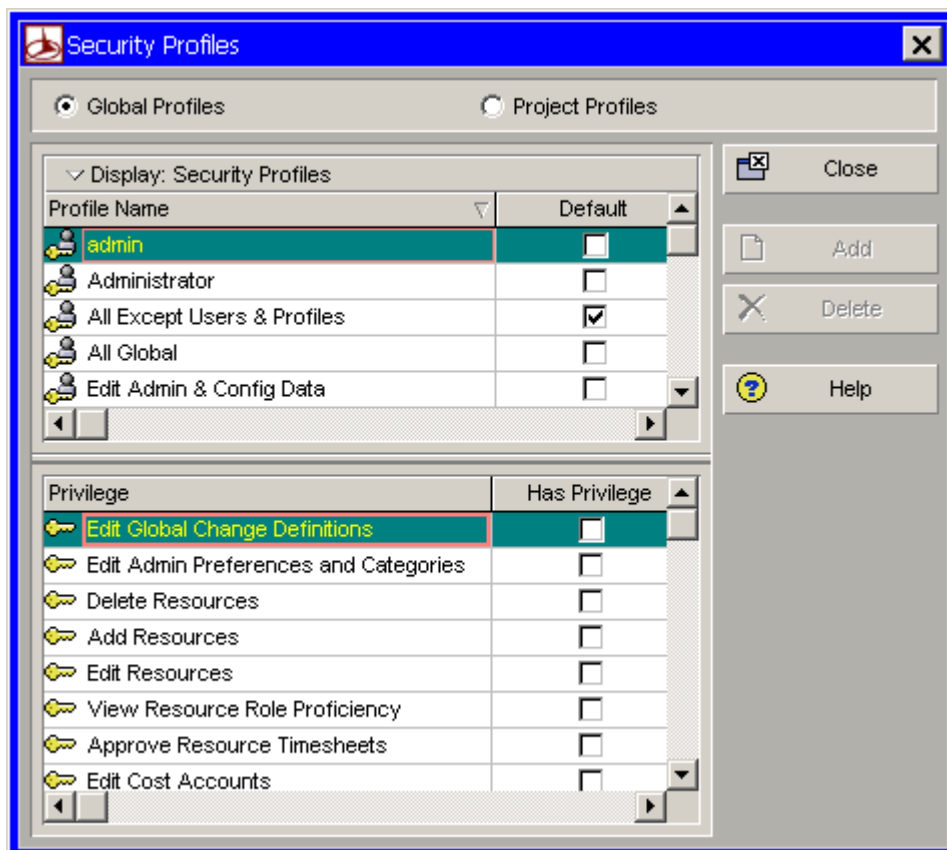 Security Profiles
Global Profiles Project Profiles
Display: Security Profiles
Profile Name Default
admin
Administrator
All Except Users & Profiles
All Global
Edit Admin & Config Data
Close
Add
Delete
Help
Privilege Has Privilege
Edit Global Change Definitions
Edit Admin Preferences and Categories
Delete Resources
Add Resources
Edit Resources
View Resource Role Proficiency
Approve Resource Timesheets
Edit Cost Accounts